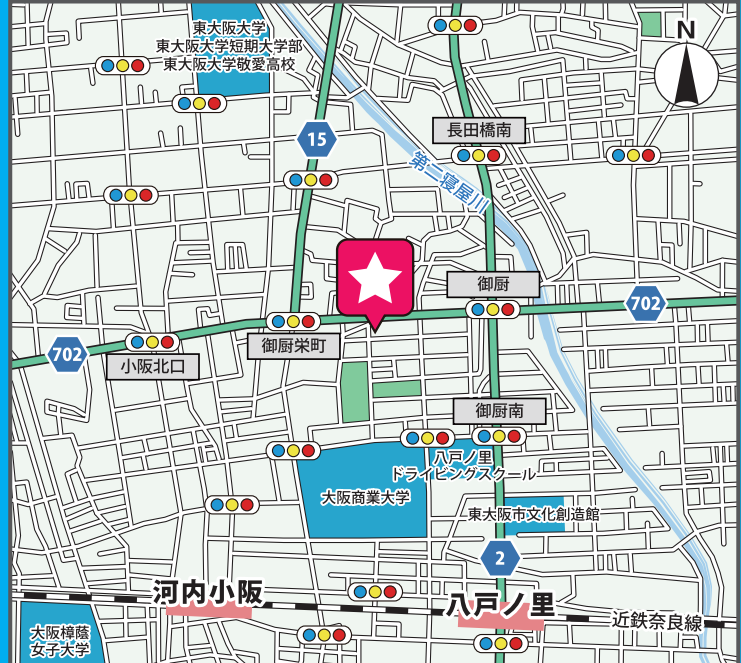 東大阪大学
東大阪大学短期大学部
東大阪大学敬愛高校
N
長田橋南
15
第二寝屋川
御厨
702
御厨栄町
702
小阪北口
御厨南
八戸ノ里
ドライビングスクール
大阪商業大学
東大阪市文化創造館
2
河内小阪
八戸ノ里
近鉄奈良線
大阪樟蔭
女子大学